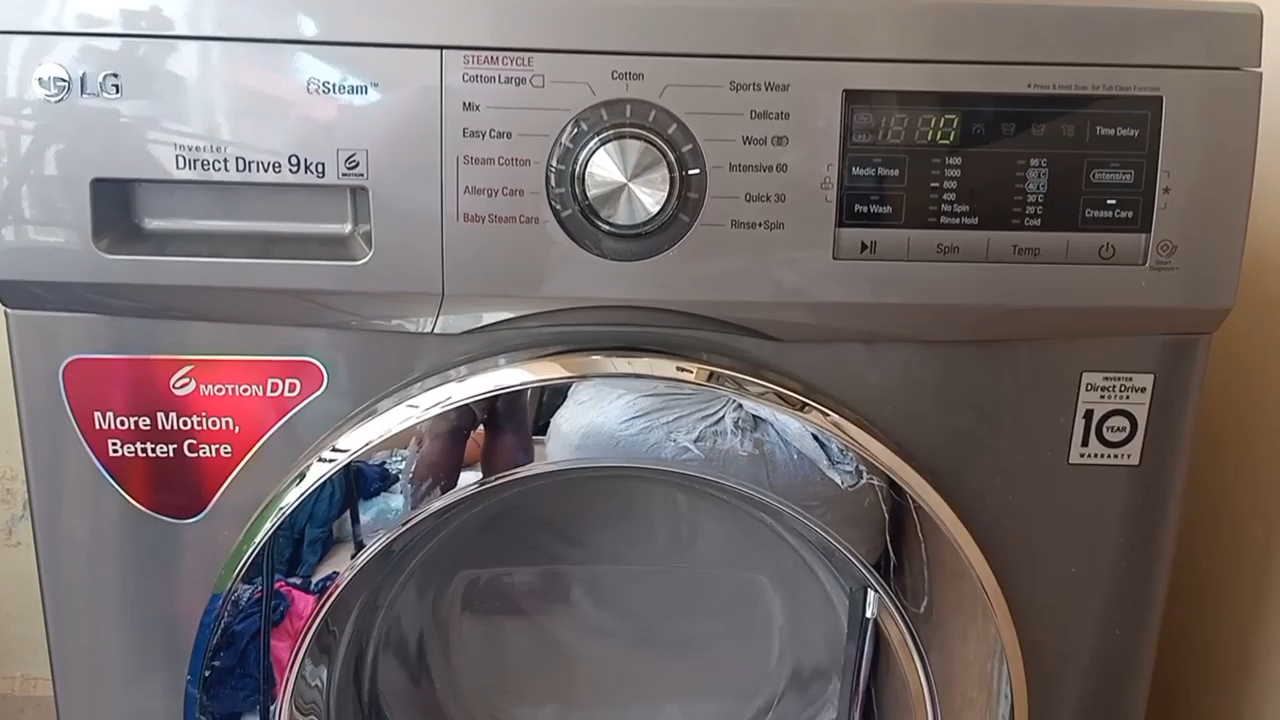 LG
Steam™
Inverter
Direct Drive 9kg
6
MOTION
STEAM CYCLE
Cotton Large
Mix
Easy Care
Steam Cotton
Allergy Care
Baby Steam Care
Cotton
Sports Wear
Delicate
Wool
Intensive 60
Quick 30
Rinse+Spin
* Press & Hold 3sec. for Tub Clean Function
Time Delay
Medic Rinse
Pre Wash
1400
1000
800
400
No Spin
Rinse Hold
95°C
60°C
40°C
30°C
20°C
Cold
Intensive
Crease Care
Spin
Temp.
Smart
Diagnosis™
6 MOTION DD
More Motion,
Better Care
INVERTER
Direct Drive
MOTOR
10 YEAR
WARRANTY